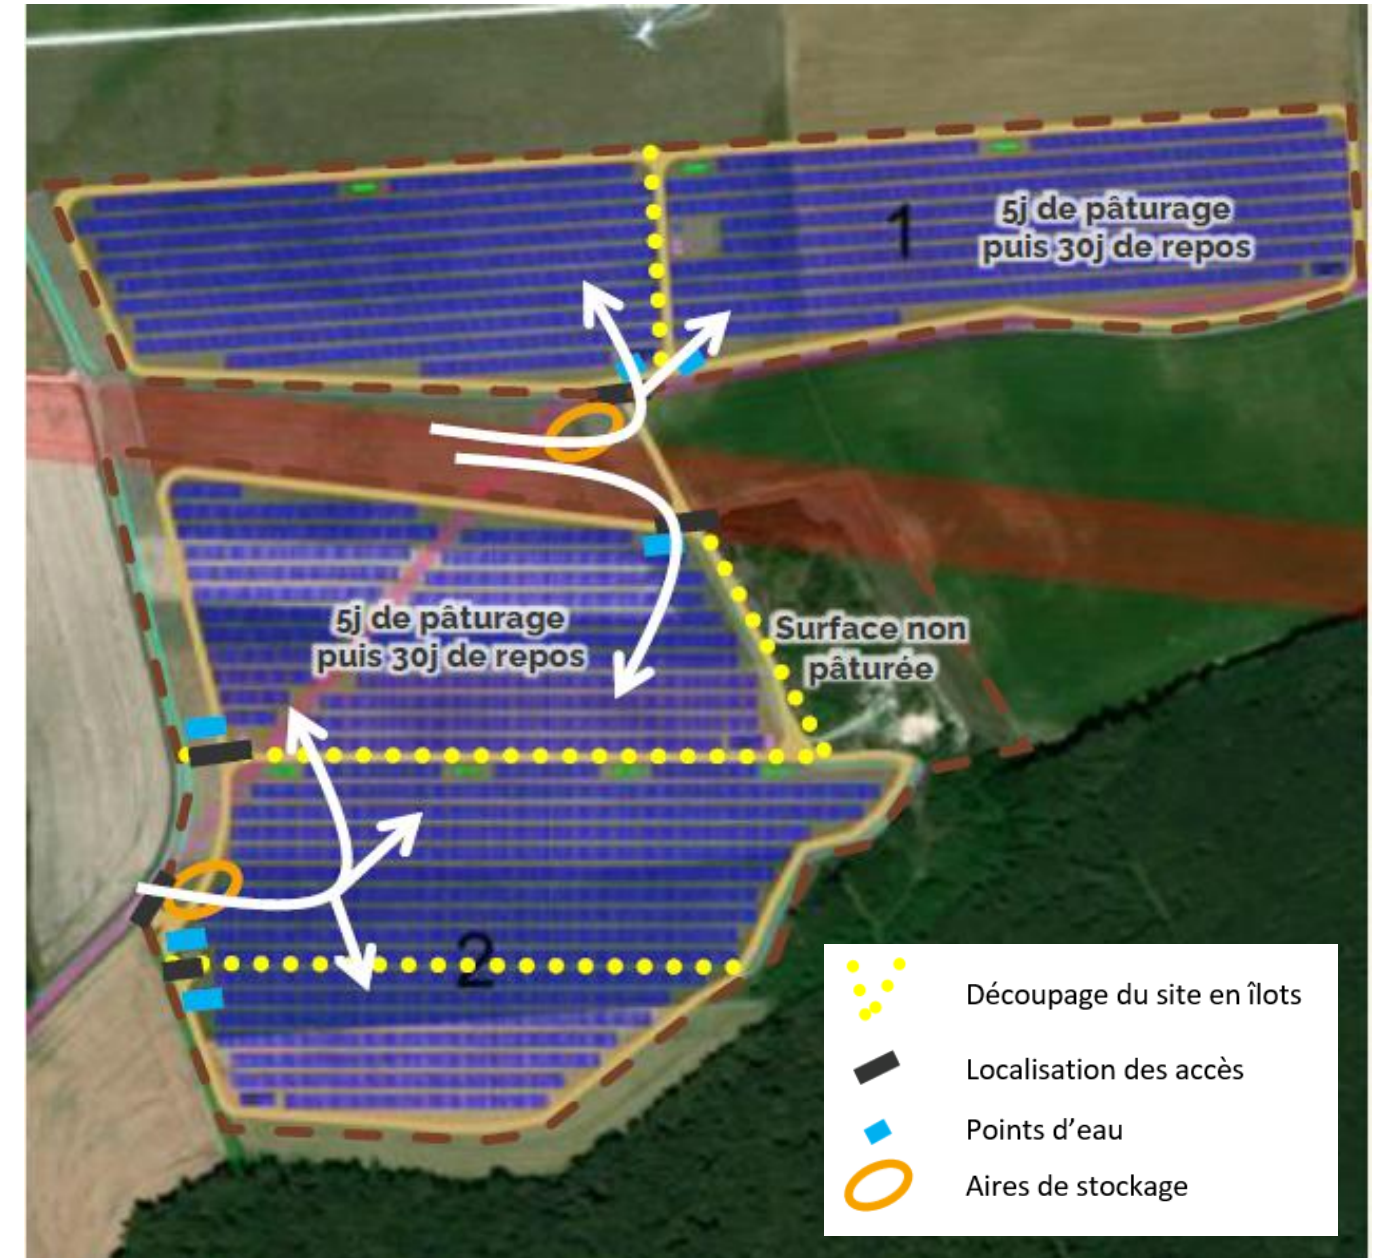 1
5j de pâturage
puis 30j de repos
5j de pâturage
puis 30j de repos
Surface non
pâturée
2
Découpage du site en îlots
Localisation des accès
Points d’eau
Aires de stockage